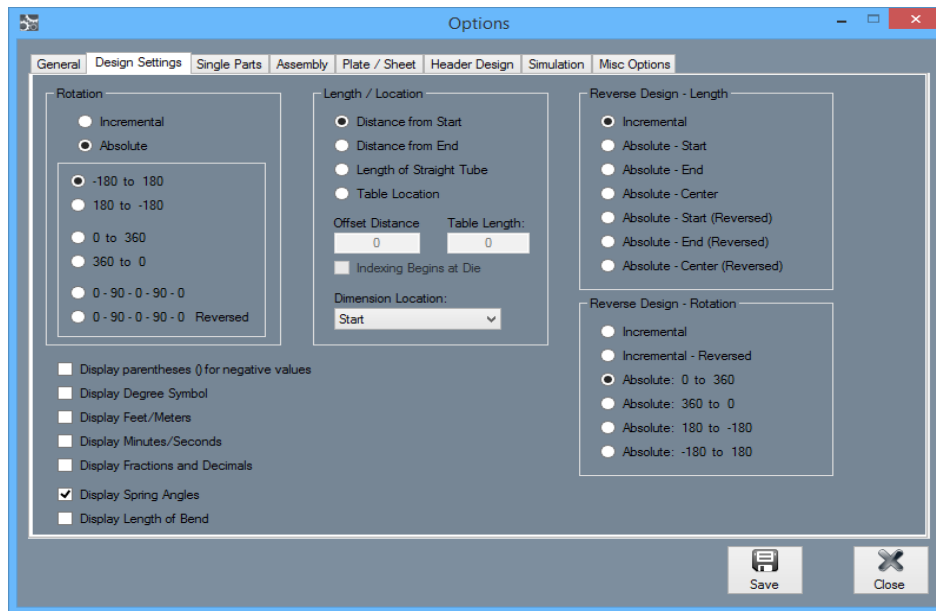 Options
General Design Settings Single Parts Assembly Plate / Sheet Header Design Simulation Misc Options
Rotation
Incremental
Absolute
-180 to 180
180 to -180
0 to 360
360 to 0
0 - 90 - 0 - 90 - 0
0 - 90 - 0 - 90 - 0 Reversed
Display parentheses () for negative values
Display Degree Symbol
Display Feet/Meters
Display Minutes/Seconds
Display Fractions and Decimals
Display Spring Angles
Display Length of Bend
Length / Location
Distance from Start
Distance from End
Length of Straight Tube
Table Location
Offset Distance Table Length:
0 0
Indexing Begins at Die
Dimension Location:
Start
Reverse Design - Length
Incremental
Absolute - Start
Absolute - End
Absolute - Center
Absolute - Start (Reversed)
Absolute - End (Reversed)
Absolute - Center (Reversed)
Reverse Design - Rotation
Incremental
Incremental - Reversed
Absolute: 0 to 360
Absolute: 360 to 0
Absolute: 180 to -180
Absolute: -180 to 180
Save Close